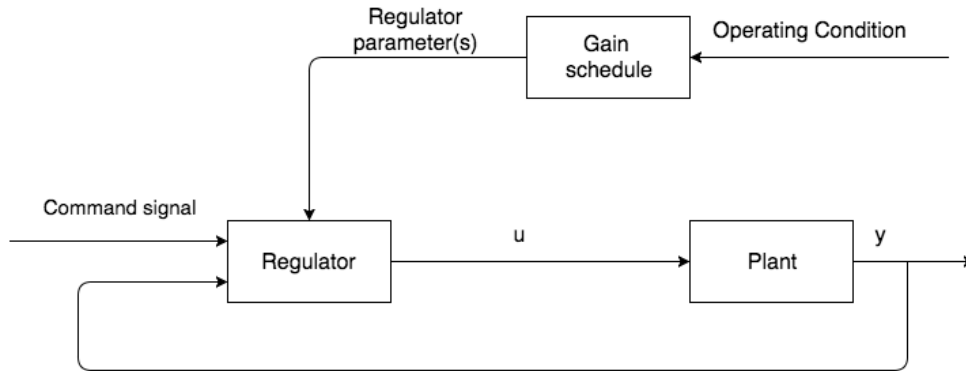 Regulator
parameter(s)
Gain
schedule
Operating Condition
Command signal
Regulator
u
Plant
y